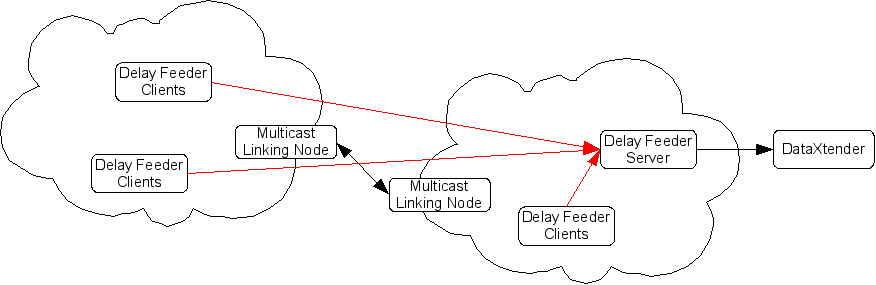 Delay Feeder
Clients
Multicast
Linking Node
Delay Feeder
Clients
Multicast
Linking Node
Delay Feeder
Server
DataXtender
Delay Feeder
Clients